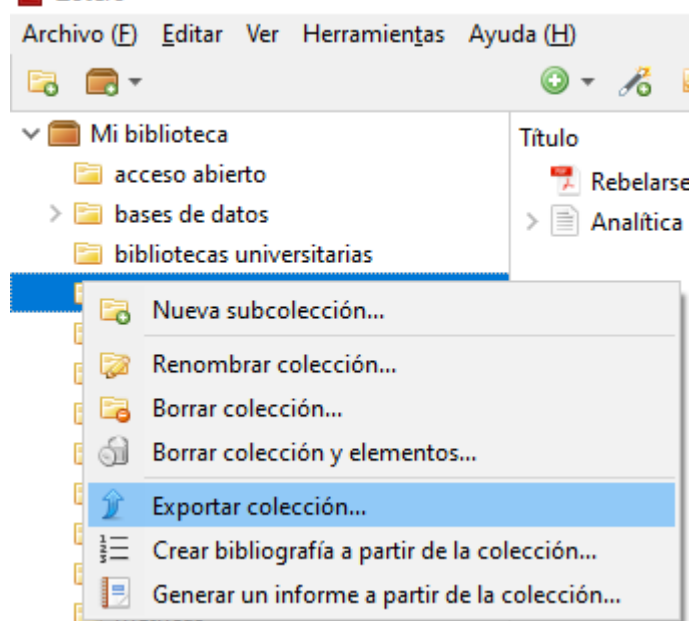 Archivo (F) Editar Ver Herramientas Ayuda (H)
Mi biblioteca
acceso abierto
bases de datos
bibliotecas universitarias
Título
Rebelarse
Analítica
Nueva subcolección...
Renombrar colección...
Borrar colección...
Borrar colección y elementos...
Exportar colección...
Crear bibliografía a partir de la colección...
Generar un informe a partir de la colección...